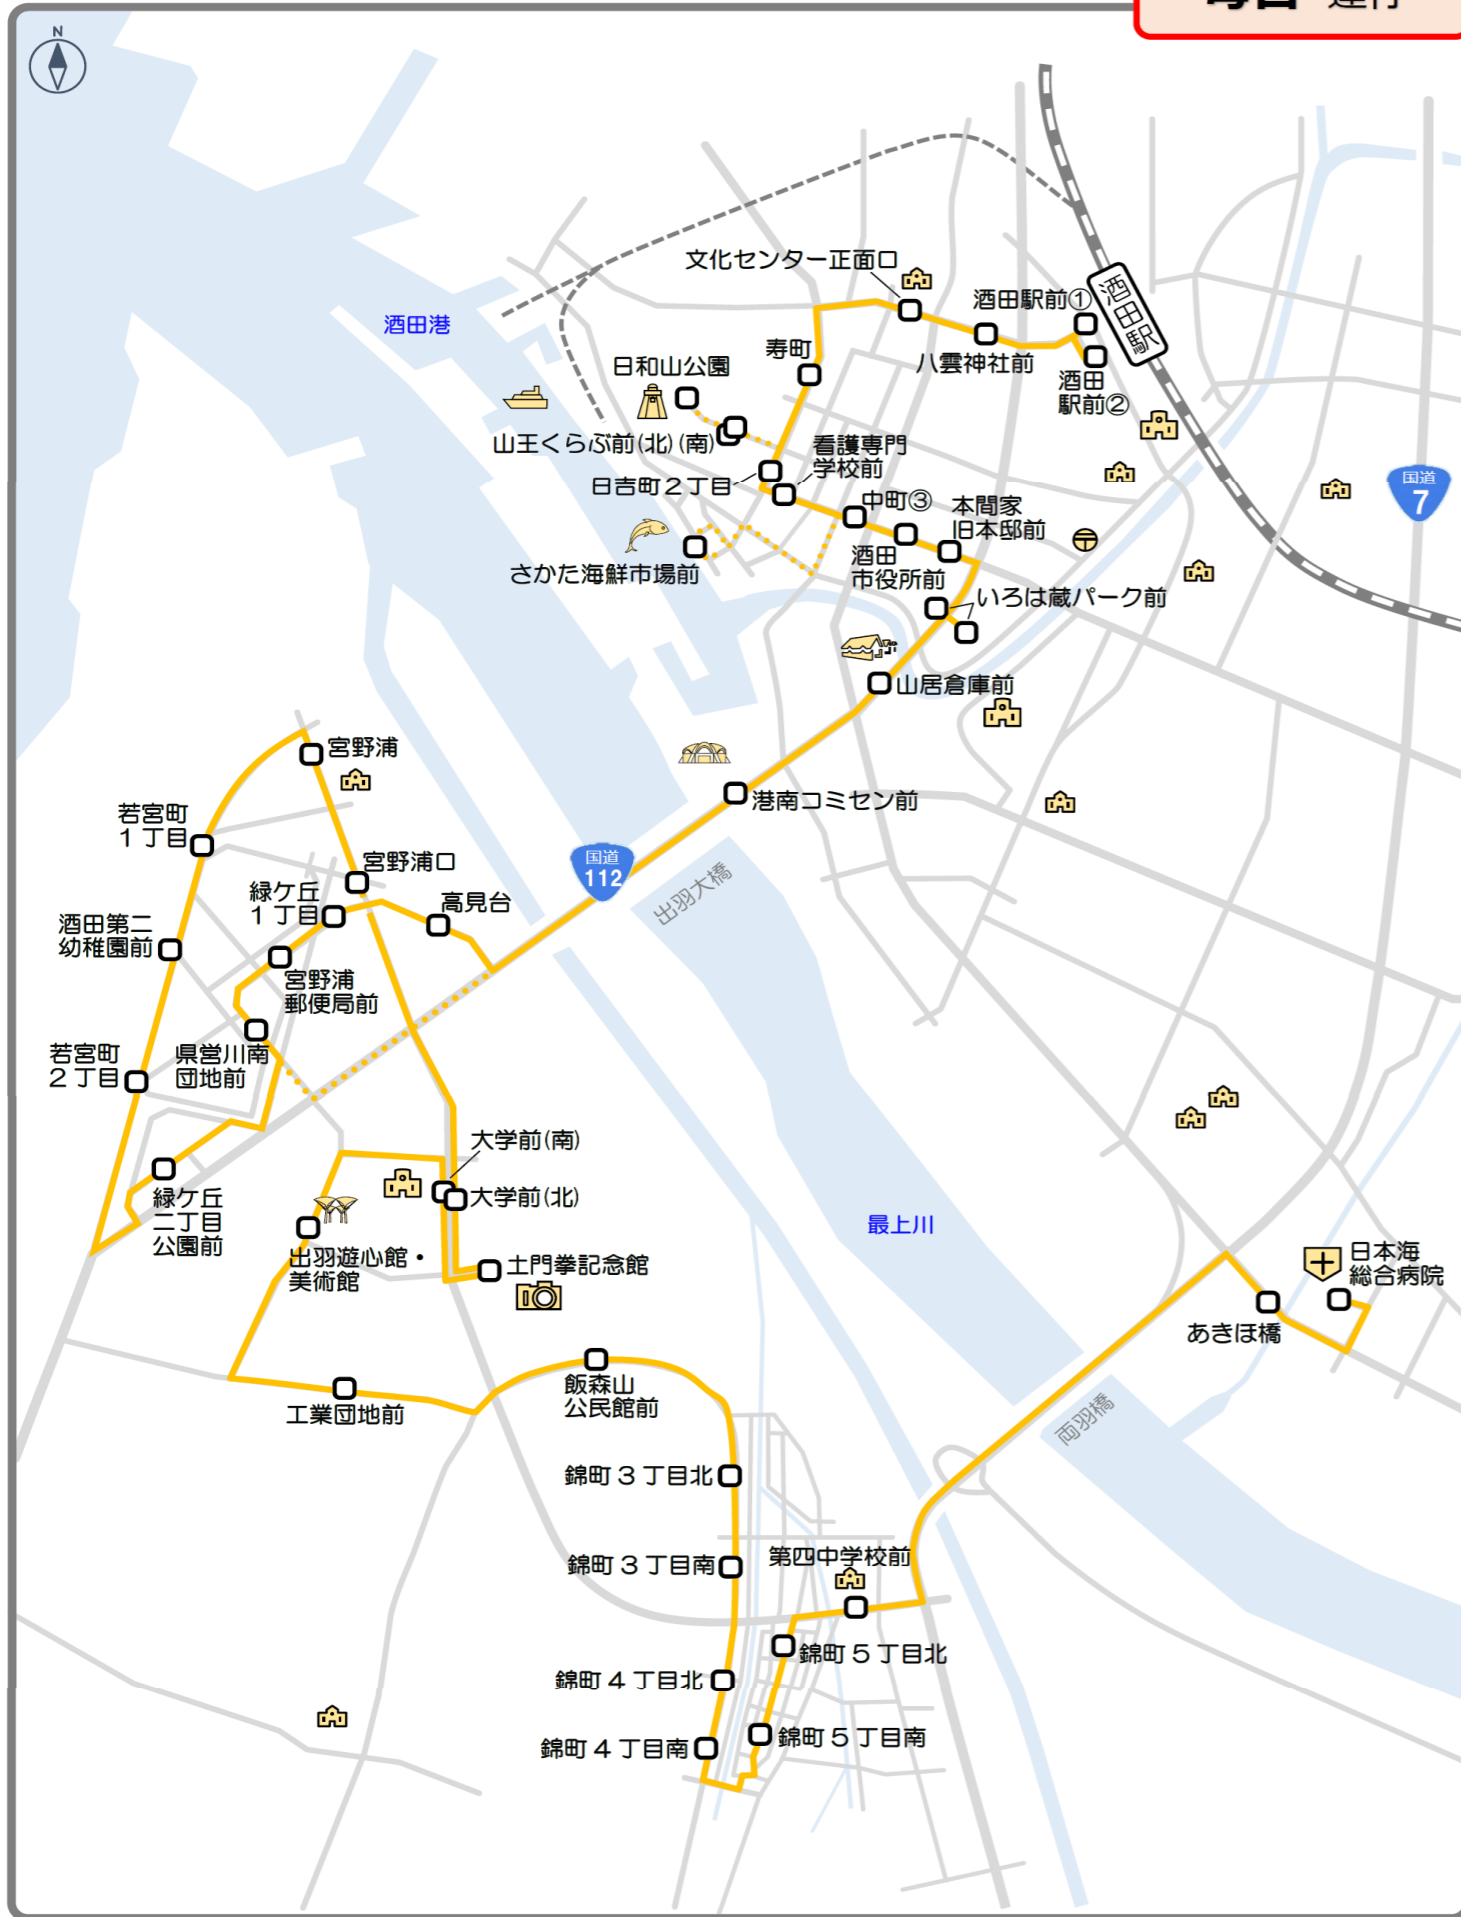 毎日 運行
N
文化センター正面口
酒田駅前①
酒田駅
酒田港
寿町
八雲神社前
日和山公園
酒田
駅前②
山王くらぶ前(北)(南)
看護専門
学校前
日吉町２丁目
国道
7
中町③
本間家
旧本邸前
酒田
市役所前
さかた海鮮市場前
いろは蔵パーク前
山居倉庫前
宮野浦
港南コミセン前
若宮町
１丁目
宮野浦口
国道
112
出羽大橋
緑ケ丘
１丁目
高見台
酒田第二
幼稚園前
宮野浦
郵便局前
若宮町
２丁目
県営川南
団地前
大学前(南)
大学前(北)
緑ケ丘
二丁目
公園前
最上川
出羽遊心館・
美術館
土門拳記念館
日本海
総合病院
あきほ橋
飯森山
公民館前
工業団地前
両羽橋
錦町３丁目北
錦町３丁目南
第四中学校前
錦町５丁目北
錦町４丁目北
錦町５丁目南
錦町４丁目南